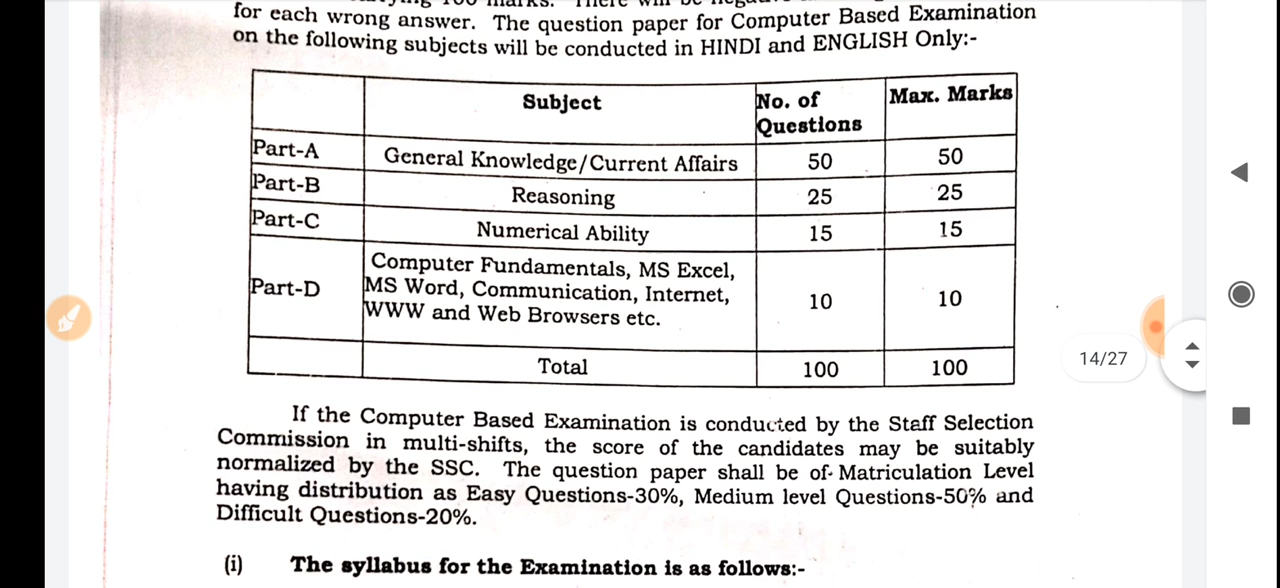 for each wrong answer. The question paper for Computer Based Examination
on the following subjects will be conducted in HINDI and ENGLISH Only:-
Subject No. of Questions Max. Marks
Part-A General Knowledge/Current Affairs 50 50
Part-B Reasoning 25 25
Part-C Numerical Ability 15 15
Part-D Computer Fundamentals, MS Excel,
MS Word, Communication, Internet,
WWW and Web Browsers etc. 10 10
Total 100 100
14/27
If the Computer Based Examination is conducted by the Staff Selection
Commission in multi-shifts, the score of the candidates may be suitably
normalized by the SSC. The question paper shall be of Matriculation Level
having distribution as Easy Questions-30%, Medium level Questions-50% and
Difficult Questions-20%.
(i) The syllabus for the Examination is as follows:-